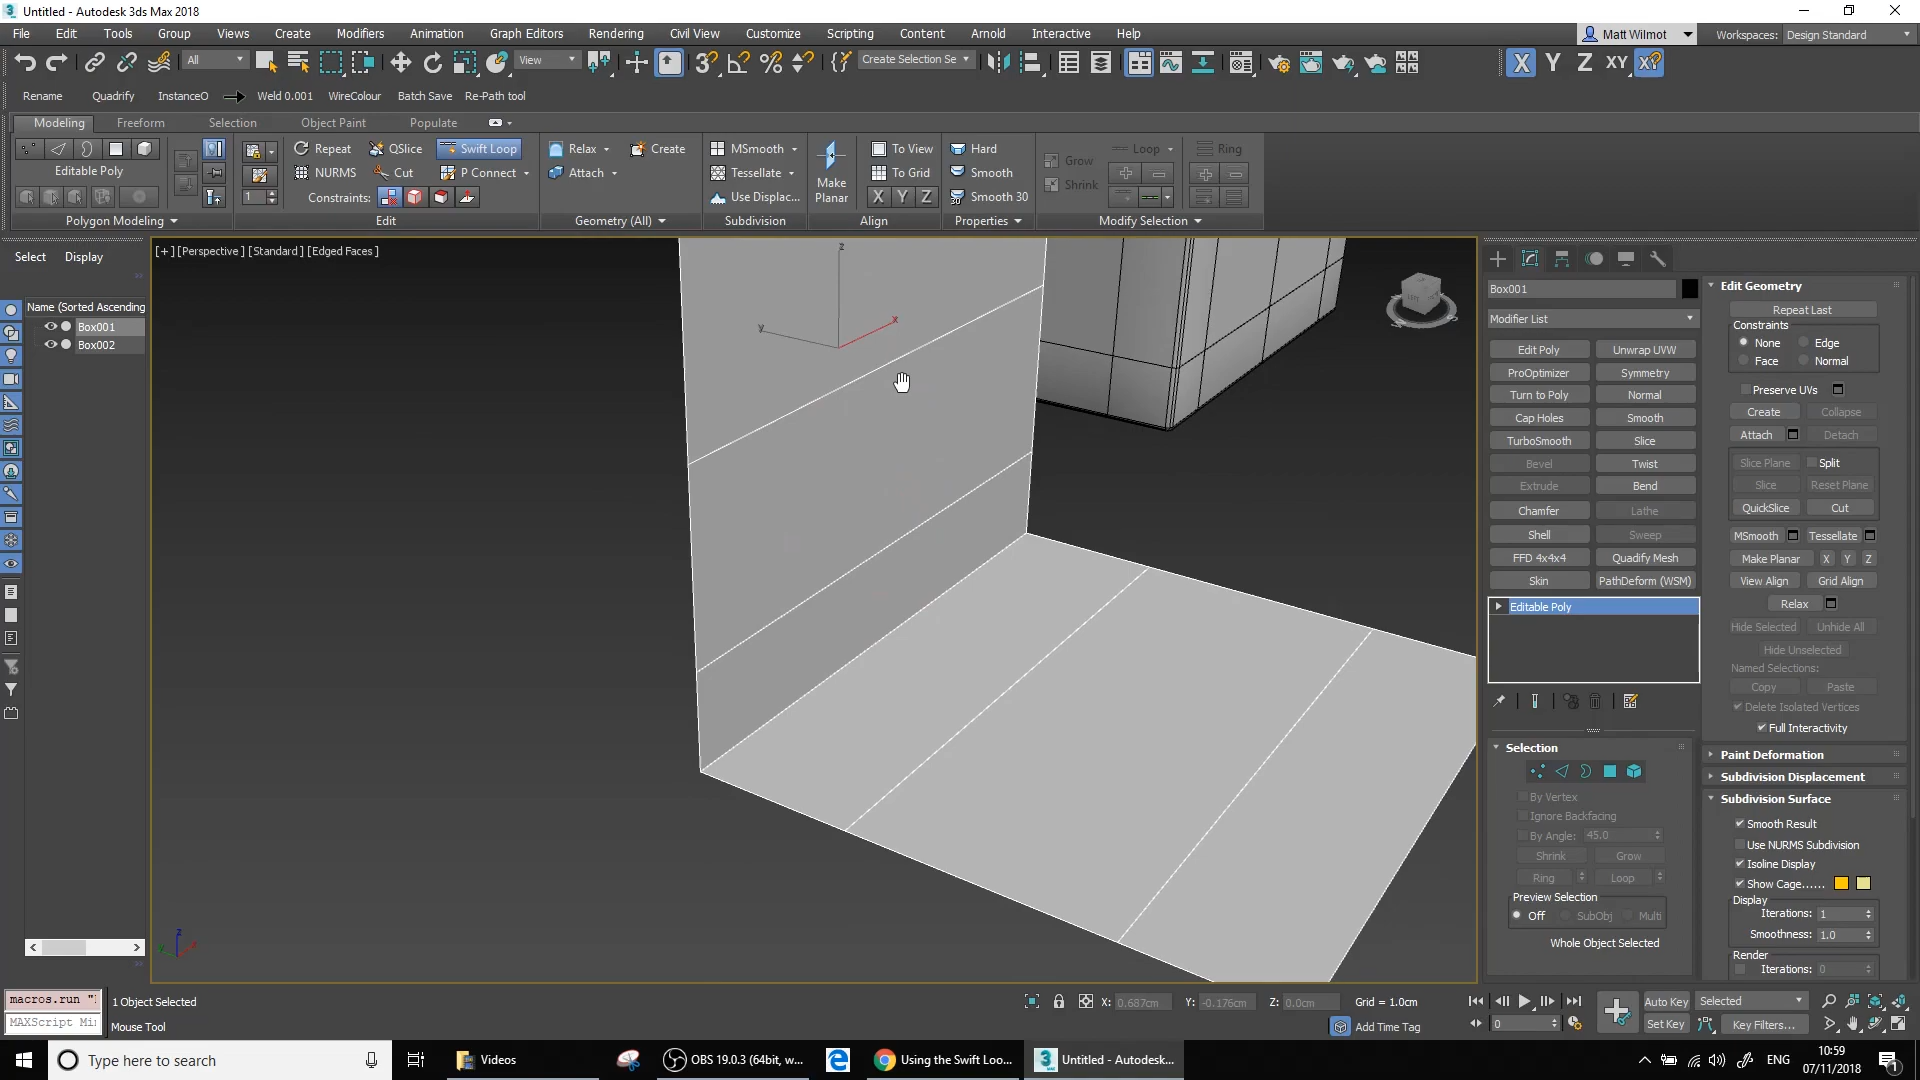 Untitled - Autodesk 3ds Max 2018
File Edit Tools Group Views Create Modifiers Animation Graph Editors Rendering Civil View Customize Scripting Content Arnold Interactive Help
Matt Wilmot Workspaces: Design Standard
All View Create Selection Se X Y Z XY
Rename Quadrify InstanceO Weld 0.001 WireColour Batch Save Re-Path tool
Modeling Freeform Selection Object Paint Populate
Repeat QSlice Swift Loop Relax Create MSmooth To View Hard Loop Ring
Editable Poly NURMS Cut P Connect Attach Tessellate Make Planar To Grid Smooth Grow
1 Constraints: Use Displac... X Y Z Smooth 30 Shrink
Polygon Modeling Edit Geometry (All) Subdivision Align Properties Modify Selection
Select Display
Name (Sorted Ascending
Box001
Box002
[+] [Perspective] [Standard] [Edged Faces]
z
y
x
Box001
Modifier List
Edit Poly Unwrap UVW
ProOptimizer Symmetry
Turn to Poly Normal
Cap Holes Smooth
TurboSmooth Slice
Bevel Twist
Extrude Bend
Chamfer Lathe
Shell Sweep
FFD 4x4x4 Quadify Mesh
Skin PathDeform (WSM)
Editable Poly
Selection
By Vertex
Ignore Backfacing
By Angle: 45.0
Shrink Grow
Ring Loop
Preview Selection
Off SubObj Multi
Whole Object Selected
Edit Geometry
Repeat Last
Constraints
None Edge
Face Normal
Preserve UVs
Create Collapse
Attach Detach
Slice Plane Split
Slice Reset Plane
QuickSlice Cut
MSmooth Tessellate
Make Planar X Y Z
View Align Grid Align
Relax
Hide Selected Unhide All
Hide Unselected
Named Selections:
Copy Paste
Delete Isolated Vertices
Full Interactivity
Paint Deformation
Subdivision Displacement
Subdivision Surface
Smooth Result
Use NURMS Subdivision
Isoline Display
Show Cage......
Display
Iterations: 1
Smoothness: 1.0
Render
Iterations: 0
macros.run "
1 Object Selected
X: 0.687cm Y: -0.176cm Z: 0.0cm Grid = 1.0cm
Auto Key Selected
MAXScript Mi
Mouse Tool
Add Time Tag
0
Set Key Key Filters...
Type here to search
Videos
OBS 19.0.3 (64bit, w...
Using the Swift Loo...
Untitled - Autodesk...
ENG
10:59
07/11/2018